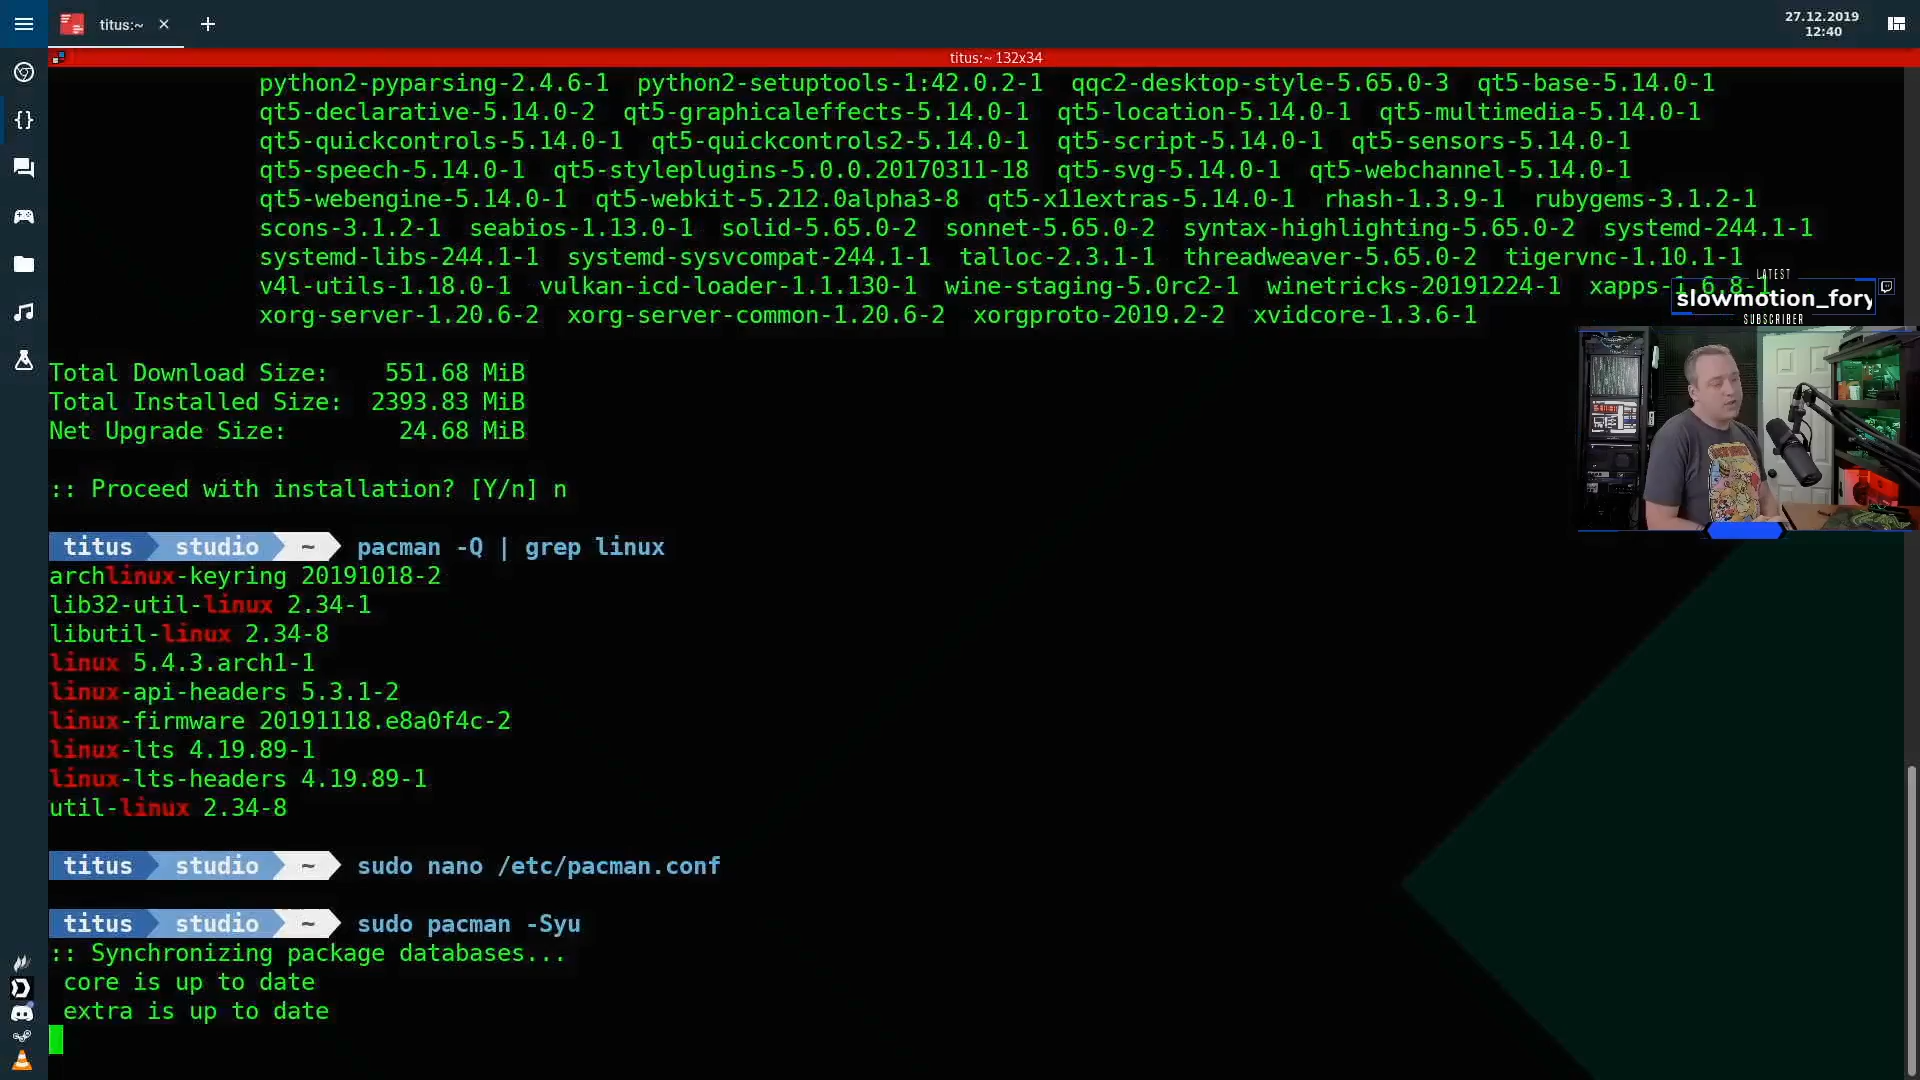 titus:~
27.12.2019
12:40
titus:~ 132x34
python2-pyparsing-2.4.6-1 python2-setuptools-1:42.0.2-1 qqc2-desktop-style-5.65.0-3 qt5-base-5.14.0-1
qt5-declarative-5.14.0-2 qt5-graphicaleffects-5.14.0-1 qt5-location-5.14.0-1 qt5-multimedia-5.14.0-1
qt5-quickcontrols-5.14.0-1 qt5-quickcontrols2-5.14.0-1 qt5-script-5.14.0-1 qt5-sensors-5.14.0-1
qt5-speech-5.14.0-1 qt5-styleplugins-5.0.0.20170311-18 qt5-svg-5.14.0-1 qt5-webchannel-5.14.0-1
qt5-webengine-5.14.0-1 qt5-webkit-5.212.0alpha3-8 qt5-x11extras-5.14.0-1 rhash-1.3.9-1 rubygems-3.1.2-1
scons-3.1.2-1 seabios-1.13.0-1 solid-5.65.0-2 sonnet-5.65.0-2 syntax-highlighting-5.65.0-2 systemd-244.1-1
systemd-libs-244.1-1 systemd-sysvcompat-244.1-1 talloc-2.3.1-1 threadweaver-5.65.0-2 tigervnc-1.10.1-1
v4l-utils-1.18.0-1 vulkan-icd-loader-1.1.130-1 wine-staging-5.0rc2-1 winetricks-20191224-1 xapps-1.6.8-1
xorg-server-1.20.6-2 xorg-server-common-1.20.6-2 xorgproto-2019.2-2 xvidcore-1.3.6-1
LATEST
slowmotion_fory
SUBSCRIBER
Total Download Size: 551.68 MiB
Total Installed Size: 2393.83 MiB
Net Upgrade Size: 24.68 MiB
:: Proceed with installation? [Y/n] n
titus studio ~ pacman -Q | grep linux
archlinux-keyring 20191018-2
lib32-util-linux 2.34-1
libutil-linux 2.34-8
linux 5.4.3.arch1-1
linux-api-headers 5.3.1-2
linux-firmware 20191118.e8a0f4c-2
linux-lts 4.19.89-1
linux-lts-headers 4.19.89-1
util-linux 2.34-8
titus studio ~ sudo nano /etc/pacman.conf
titus studio ~ sudo pacman -Syu
:: Synchronizing package databases...
core is up to date
extra is up to date